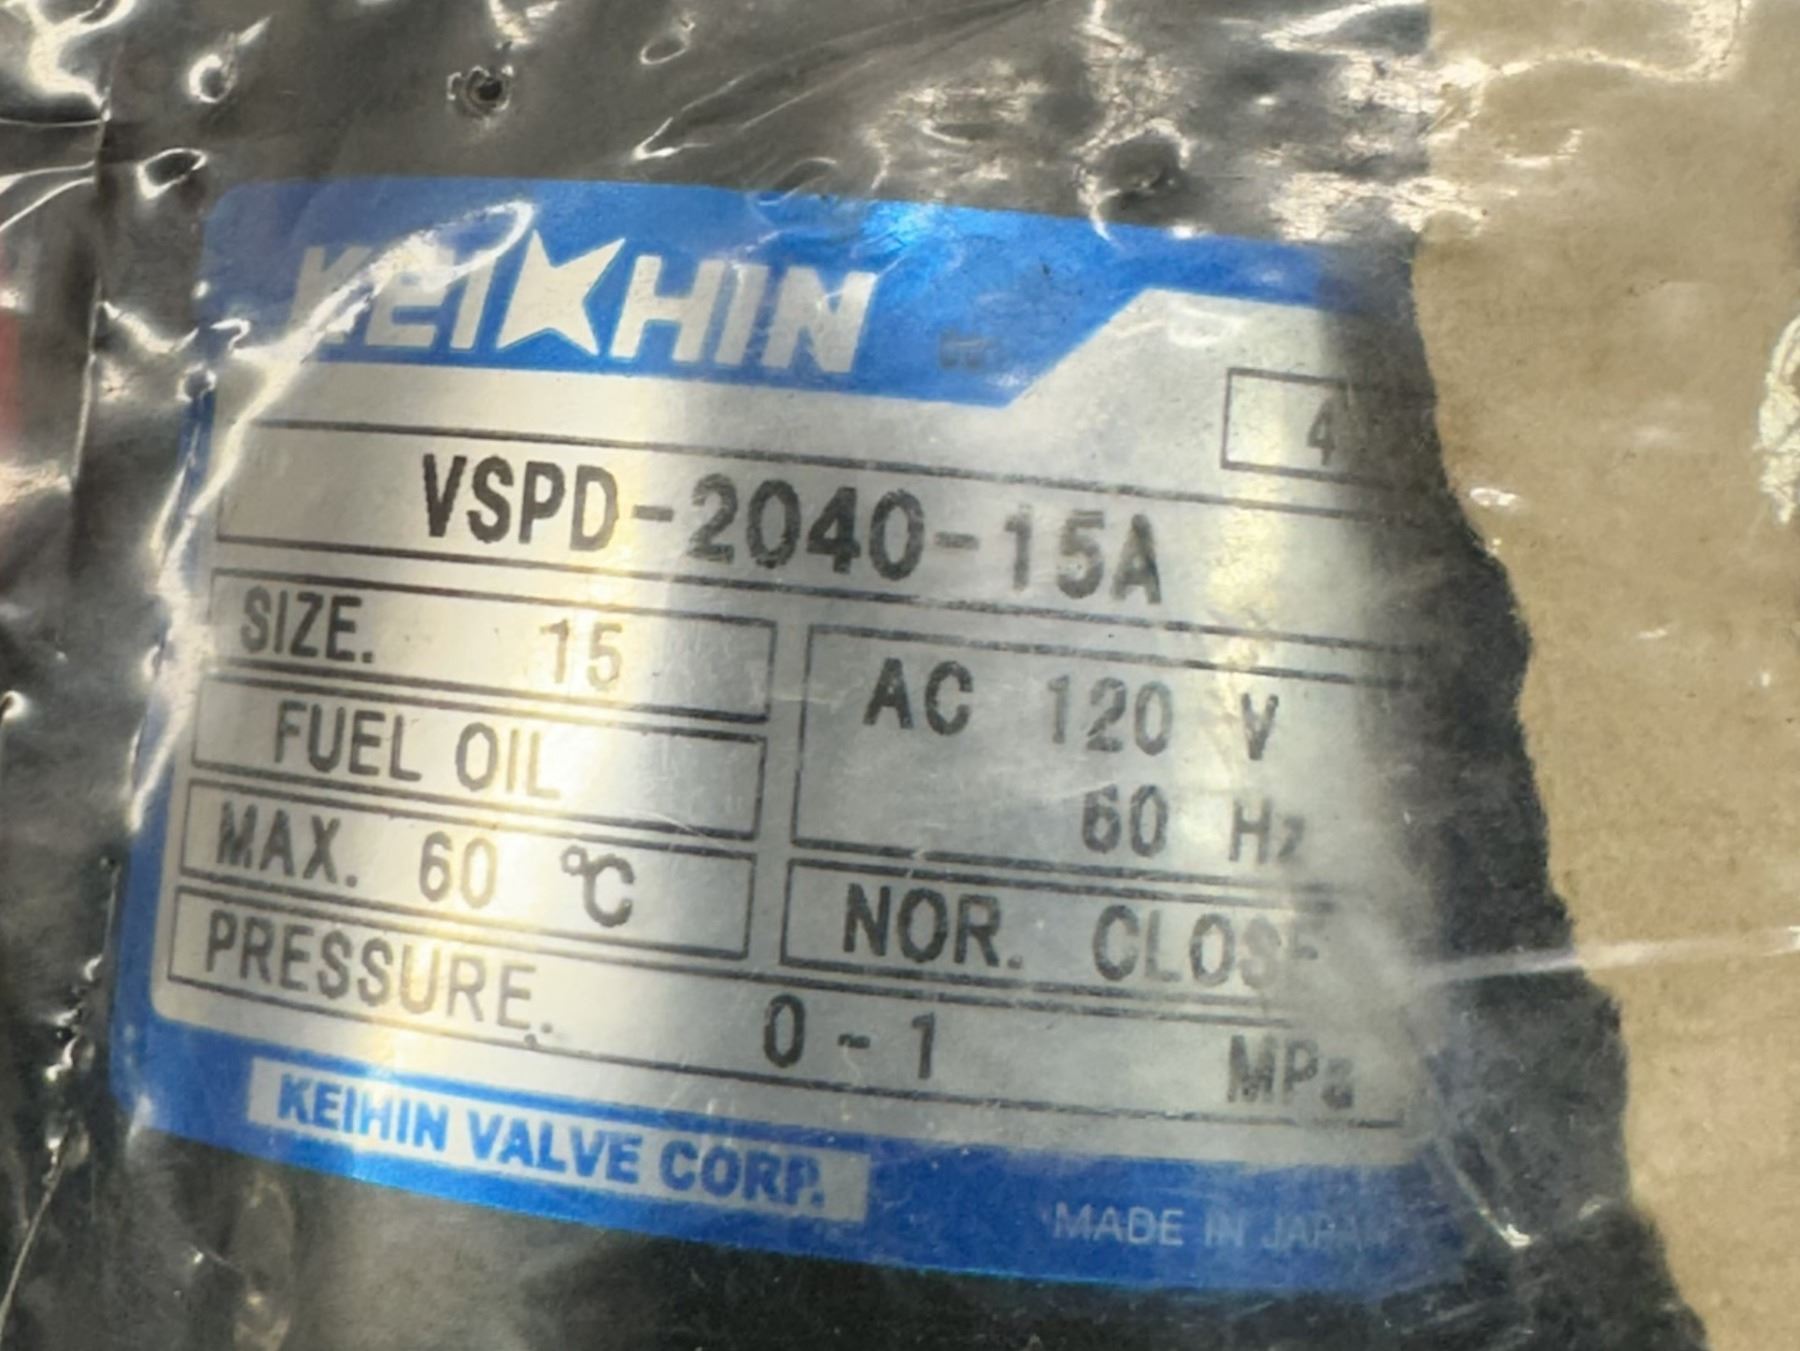 KEIHIN
4
VSPD-2040-15A
SIZE. 15
AC 120 V
FUEL OIL
60 Hz
MAX. 60 ℃
NOR. CLOSE
PRESSURE. 0-1 MPa
KEIHIN VALVE CORP.
MADE IN JAPAN